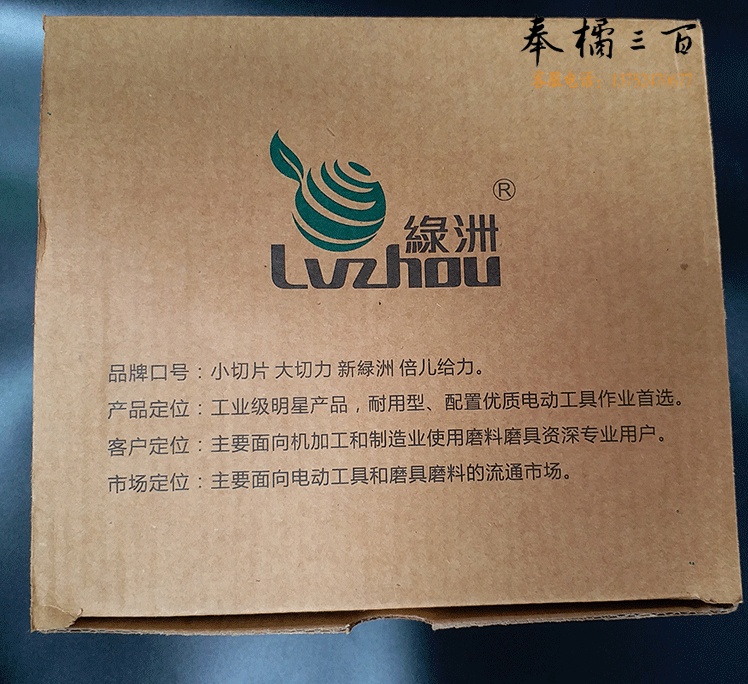 奉橘三百
®
綠洲
Lvzhou
品牌口号：小切片 大切力 新綠洲 倍儿给力。
产品定位：工业级明星产品，耐用型、配置优质电动工具作业首选。
客户定位：主要面向机加工和制造业使用磨料磨具资深专业用户。
市场定位：主要面向电动工具和磨具磨料的流通市场。